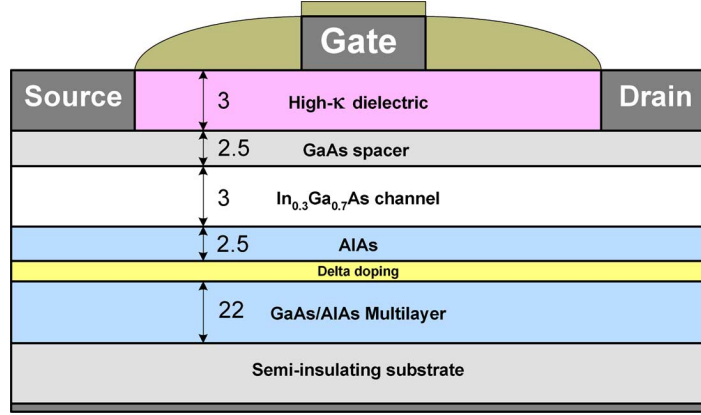 Gate
Source
3
High-κ dielectric
Drain
2.5
GaAs spacer
3
In₀.₃Ga₀.₇As channel
2.5
AlAs
Delta doping
22
GaAs/AlAs Multilayer
Semi-insulating substrate